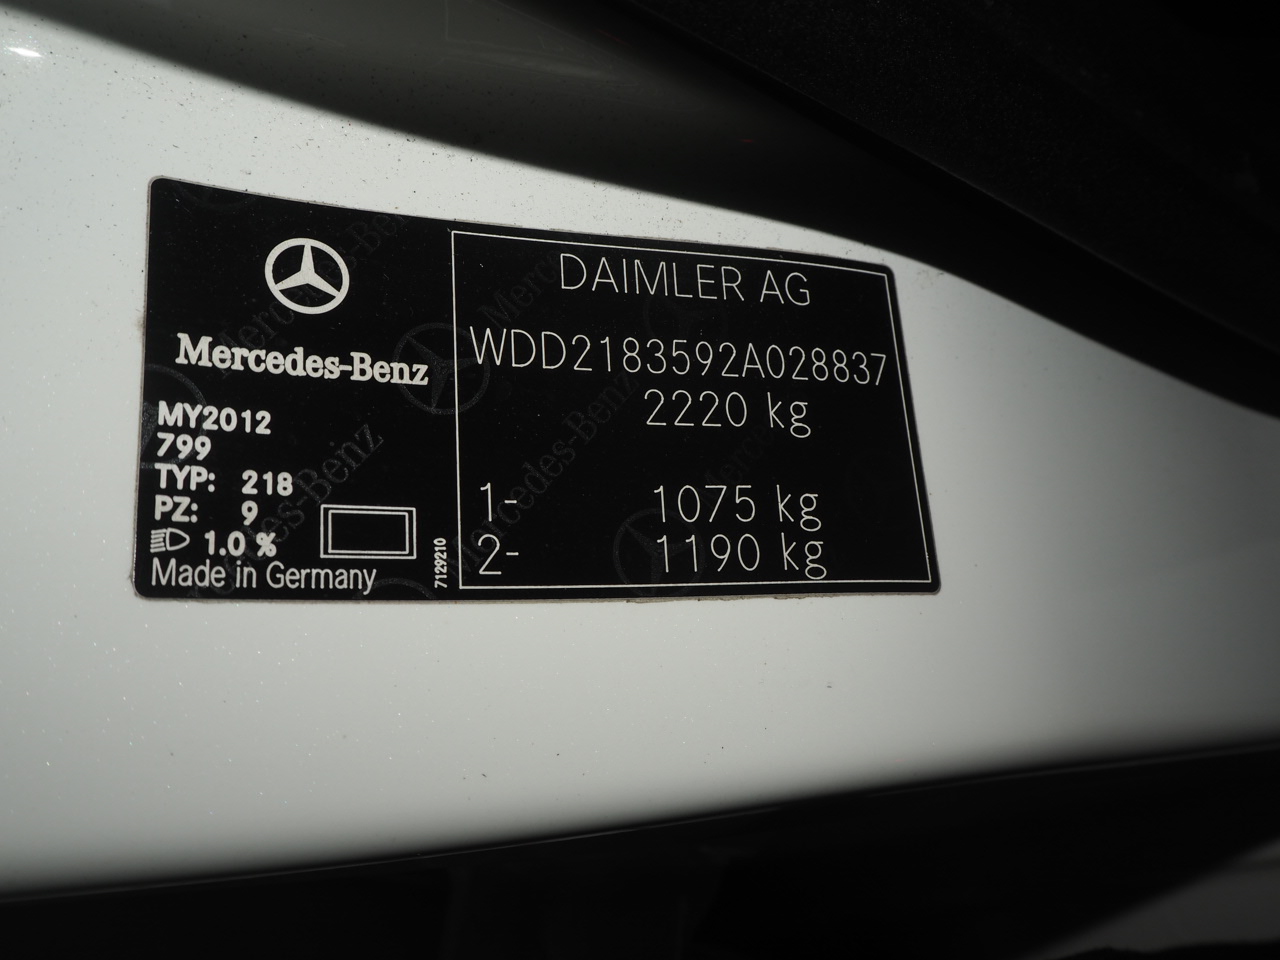 Mercedes-Benz
MY2012
799
TYP: 218
PZ: 9
1.0 %
Made in Germany
7129210
DAIMLER AG
WDD2183592A028837
2220 kg
1- 1075 kg
2- 1190 kg